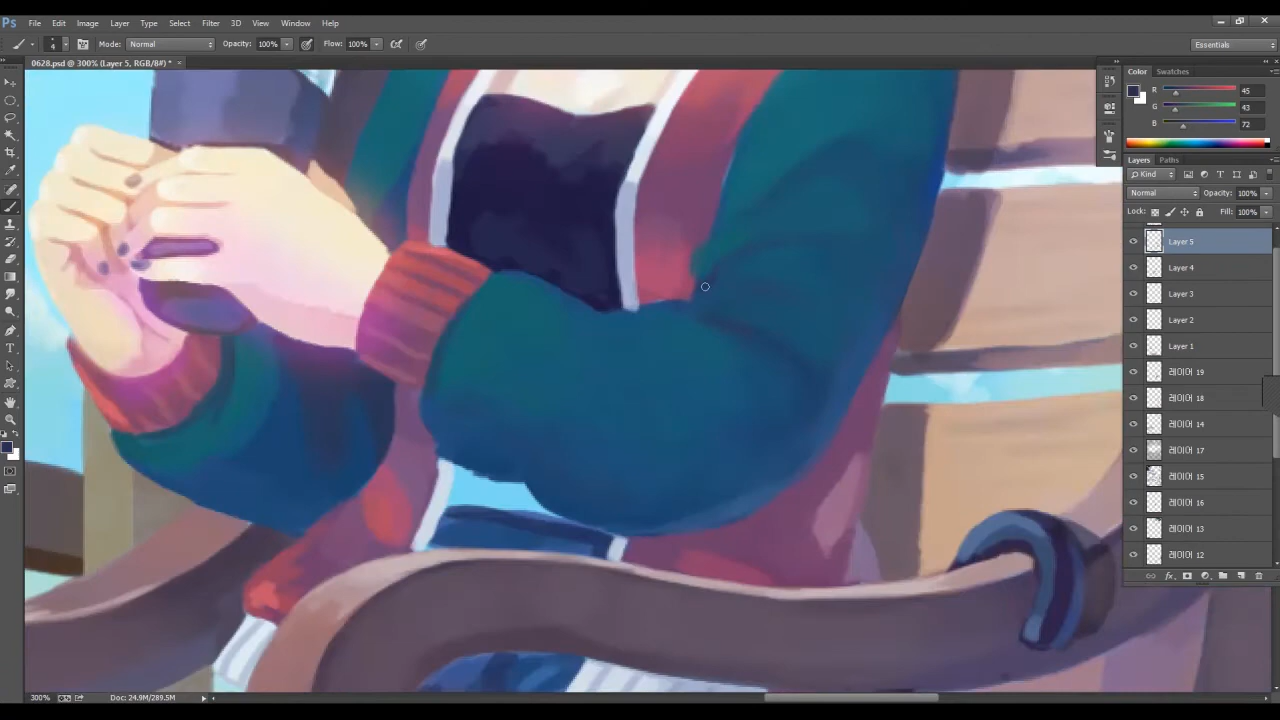 Ps File Edit Image Layer Type Select Filter 3D View Window Help
4 Mode: Normal Opacity: 100% Flow: 100% Essentials
0628.psd @ 300% (Layer 5, RGB/8#) * ×
Color Swatches
R 45
G 43
B 72
Layers Paths
Kind
Normal Opacity: 100%
Lock: Fill: 100%
Layer 5
Layer 4
Layer 3
Layer 2
Layer 1
레이어 19
레이어 18
레이어 14
레이어 17
레이어 15
레이어 16
레이어 13
레이어 12
300% Doc: 24.9M/289.5M